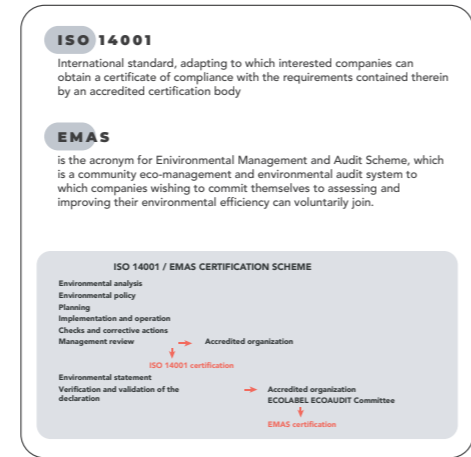 ISO 14001
International standard, adapting to which interested companies can
obtain a certificate of compliance with the requirements contained therein
by an accredited certification body
EMAS
is the acronym for Enivironmental Management and Audit Scheme, which
is a community eco-management and environmental audit system to
which companies wishing to commit themselves to assessing and
improving their environmental efficiency can voluntarily join.
ISO 14001 / EMAS CERTIFICATION SCHEME
Environmental analysis
Environmental policy
Planning
Implementation and operation
Checks and corrective actions
Management review → Accredited organization
ISO 14001 certification
Environmental statement
Verification and validation of the → Accredited organization
declaration ECOLABEL ECOAUDIT Committee
EMAS certification